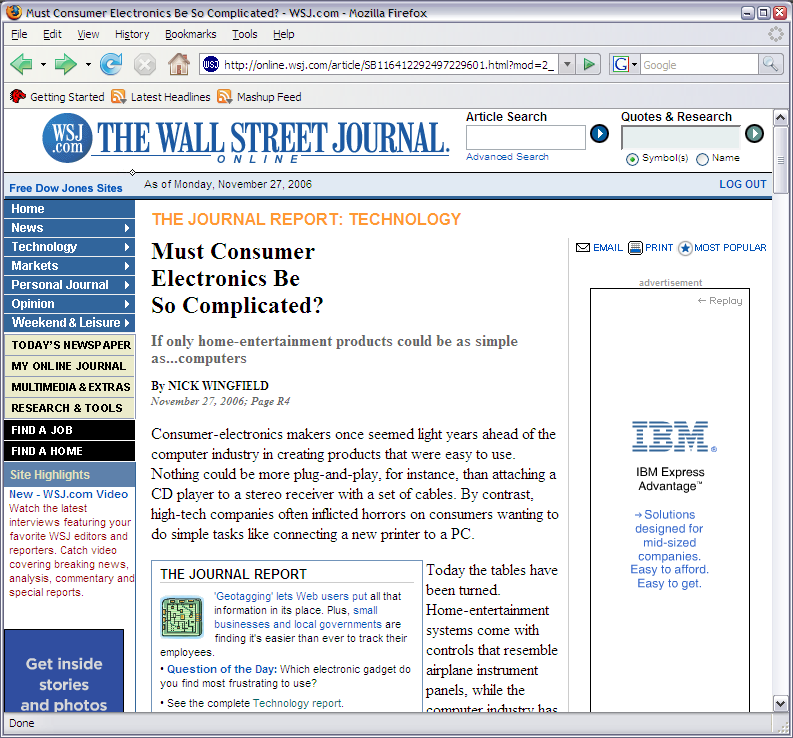 Must Consumer Electronics Be So Complicated? - WSJ.com - Mozilla Firefox
File Edit View History Bookmarks Tools Help
WSJ http://online.wsj.com/article/SB116412292497229601.html?mod=2_
G Google
Getting Started Latest Headlines Mashup Feed
WSJ .com THE WALL STREET JOURNAL.
ONLINE
Article Search
Advanced Search
Quotes & Research
Symbol(s) Name
Free Dow Jones Sites
As of Monday, November 27, 2006
LOG OUT
Home
News
Technology
Markets
Personal Journal
Opinion
Weekend & Leisure
TODAY'S NEWSPAPER
MY ONLINE JOURNAL
MULTIMEDIA & EXTRAS
RESEARCH & TOOLS
FIND A JOB
FIND A HOME
Site Highlights
New - WSJ.com Video
Watch the latest
interviews featuring your
favorite WSJ editors and
reporters. Catch video
covering breaking news,
analysis, commentary and
special reports.
Get inside
stories
and photos
THE JOURNAL REPORT: TECHNOLOGY
Must Consumer
Electronics Be
So Complicated?
If only home-entertainment products could be as simple
as...computers
By NICK WINGFIELD
November 27, 2006; Page R4
Consumer-electronics makers once seemed light years ahead of the
computer industry in creating products that were easy to use.
Nothing could be more plug-and-play, for instance, than attaching a
CD player to a stereo receiver with a set of cables. By contrast,
high-tech companies often inflicted horrors on consumers wanting to
do simple tasks like connecting a new printer to a PC.
THE JOURNAL REPORT
'Geotagging' lets Web users put all that
information in its place. Plus, small
businesses and local governments are
finding it's easier than ever to track their
employees.
• Question of the Day: Which electronic gadget do
you find most frustrating to use?
• See the complete Technology report.
Today the tables have
been turned.
Home-entertainment
systems come with
controls that resemble
airplane instrument
panels, while the
computer industry has
EMAIL PRINT MOST POPULAR
advertisement
← Replay
IBM®
IBM Express
Advantage™
→Solutions
designed for
mid-sized
companies.
Easy to afford.
Easy to get.
Done